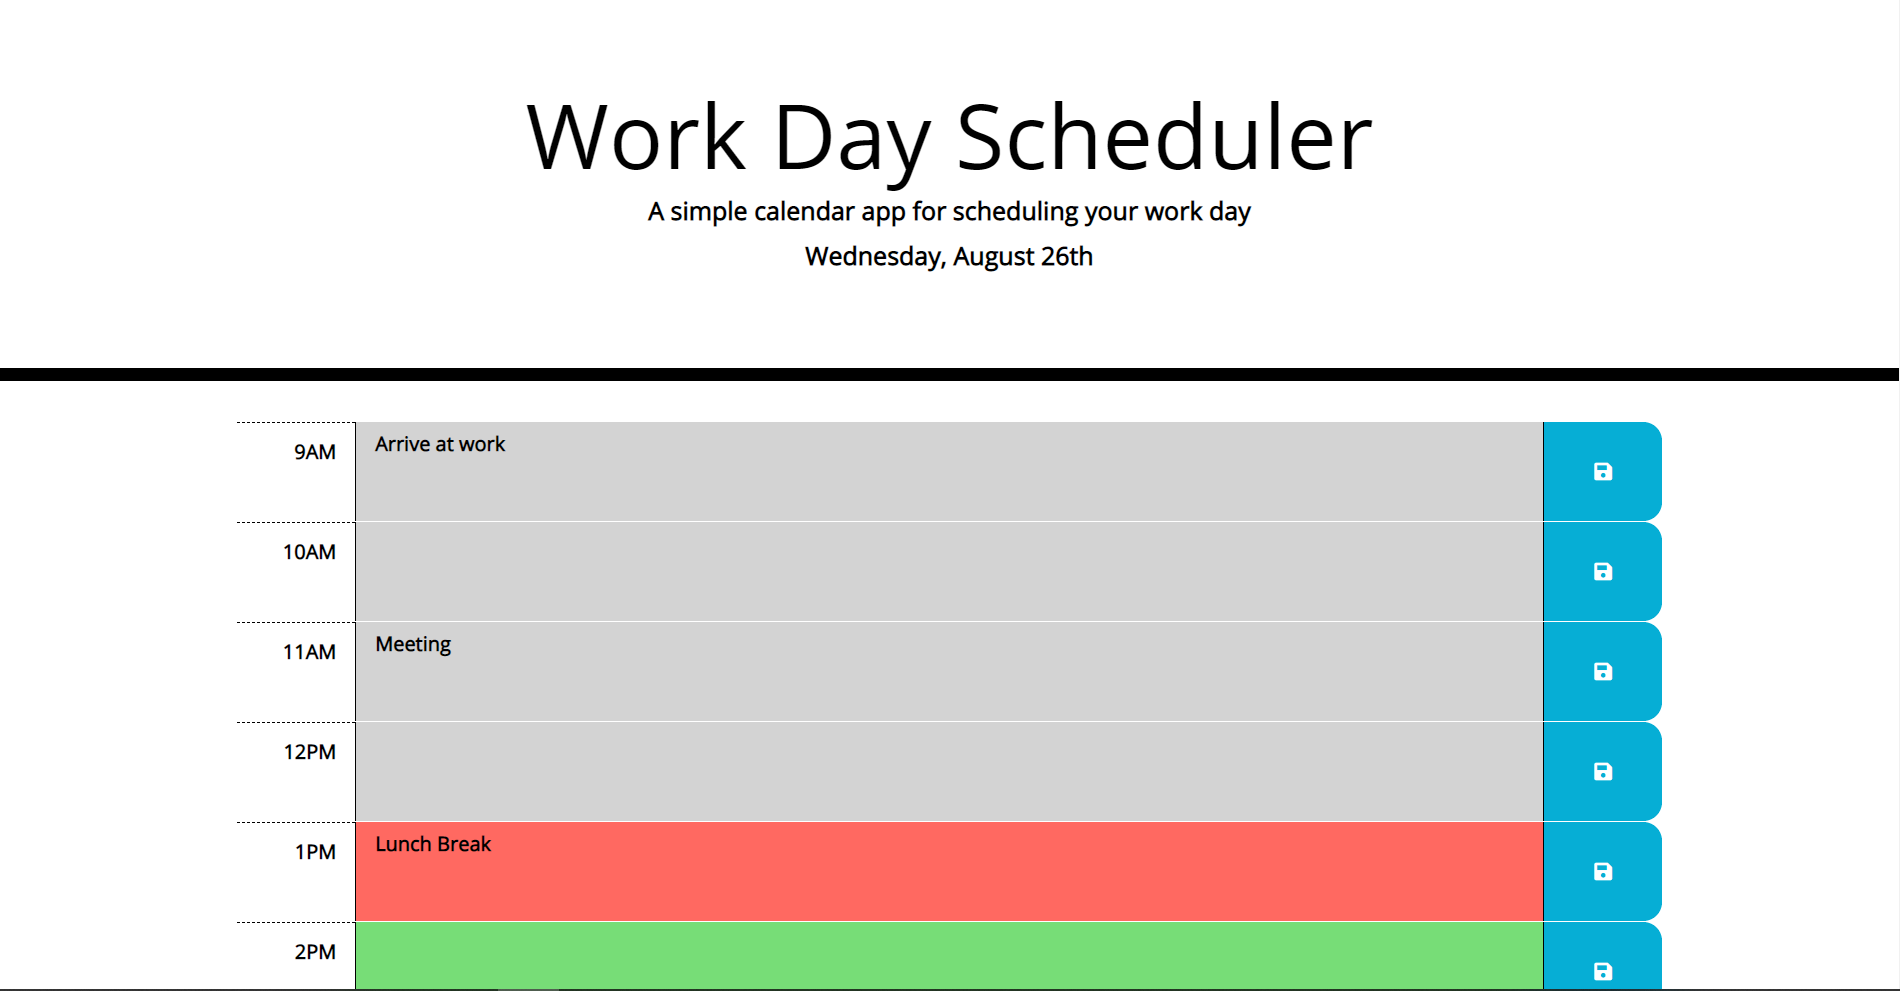 Work Day Scheduler
A simple calendar app for scheduling your work day
Wednesday, August 26th
9AM
Arrive at work
10AM
11AM
Meeting
12PM
1PM
Lunch Break
2PM